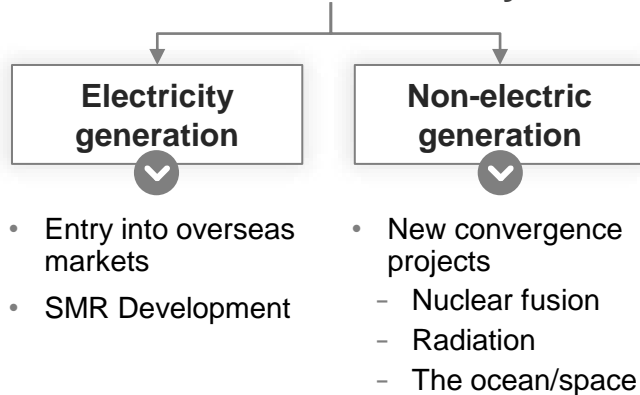 Electricity
generation
Non-electric
generation
• Entry into overseas
markets
• SMR Development
• New convergence
projects
- Nuclear fusion
- Radiation
- The ocean/space